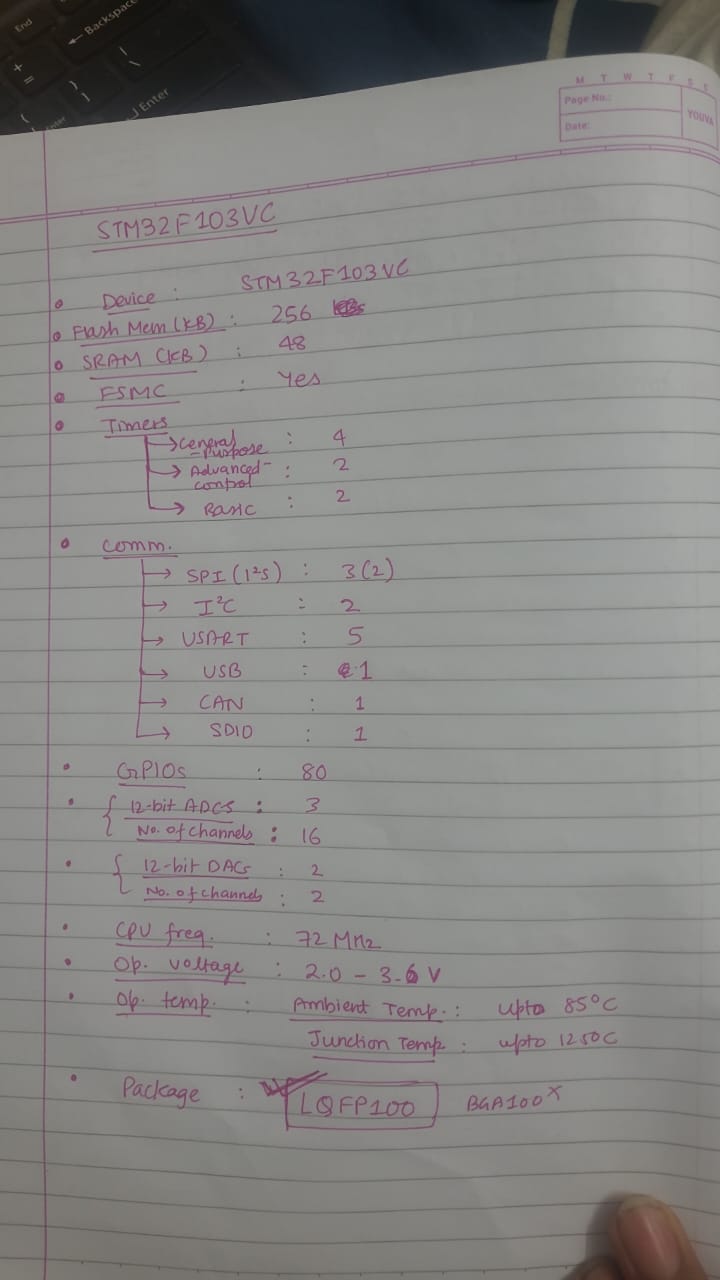 End
← Backspace
+
=
}
]
|
\
Enter
M T W T F S S
Page No.:
Date:
YOUVA
STM32F103VC
• Device : STM32F103VC
• Flash Mem (KB) : 256
• SRAM (KB) : 48
• FSMC : Yes
• Timers
→ General-Purpose : 4
→ Advanced-control : 2
→ Basic : 2
• Comm.
→ SPI (I²S) : 3(2)
→ I²C : 2
→ USART : 5
→ USB : 1
→ CAN : 1
→ SDIO : 1
• GPIOs : 80
• { 12-bit ADCs : 3
No. of channels : 16
• { 12-bit DACs : 2
No. of channels : 2
• CPU freq. : 72 MHz
• Op. voltage : 2.0 - 3.6 V
• Op. temp. : Ambient Temp. : upto 85°C
Junction Temp : upto 125°C
• Package : LQFP100 BGA100 x